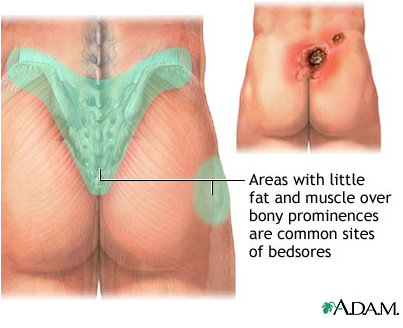 Areas with little
fat and muscle over
bony prominences
are common sites
of bedsores
A.D.A.M.